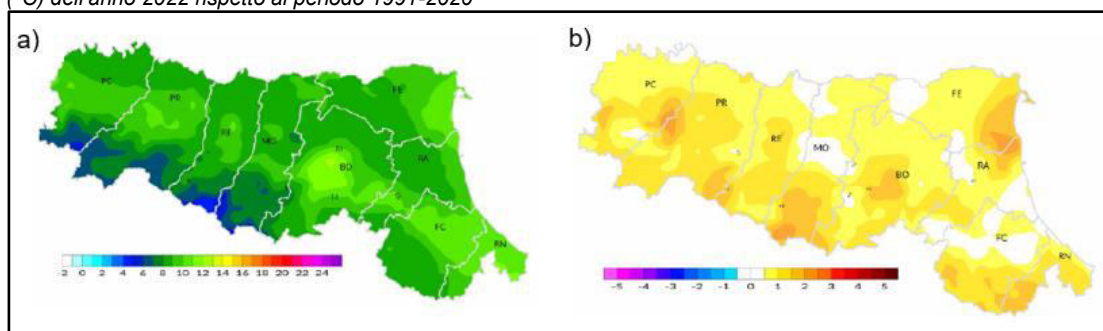 (°C) dell'anno 2022 rispetto al periodo 1991-2020
a)
PC
PR
RE
MO
BO
FE
RA
FC
RN
-2 0 2 4 6 8 10 12 14 16 18 20 22 24
b)
PC
PR
RE
MO
BO
FE
RA
FC
RN
-5 -4 -3 -2 -1 0 1 2 3 4 5